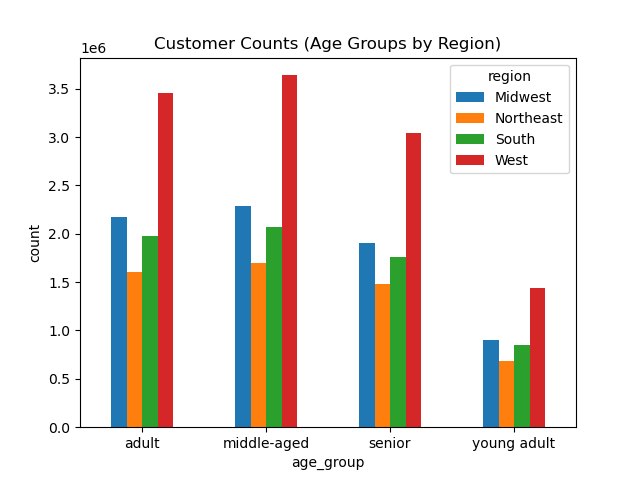 Customer Counts (Age Groups by Region)
1e6
region
Midwest
Northeast
South
West
3.5
3.0
2.5
2.0
1.5
1.0
0.5
0.0
count
adult
middle-aged
senior
young adult
age_group